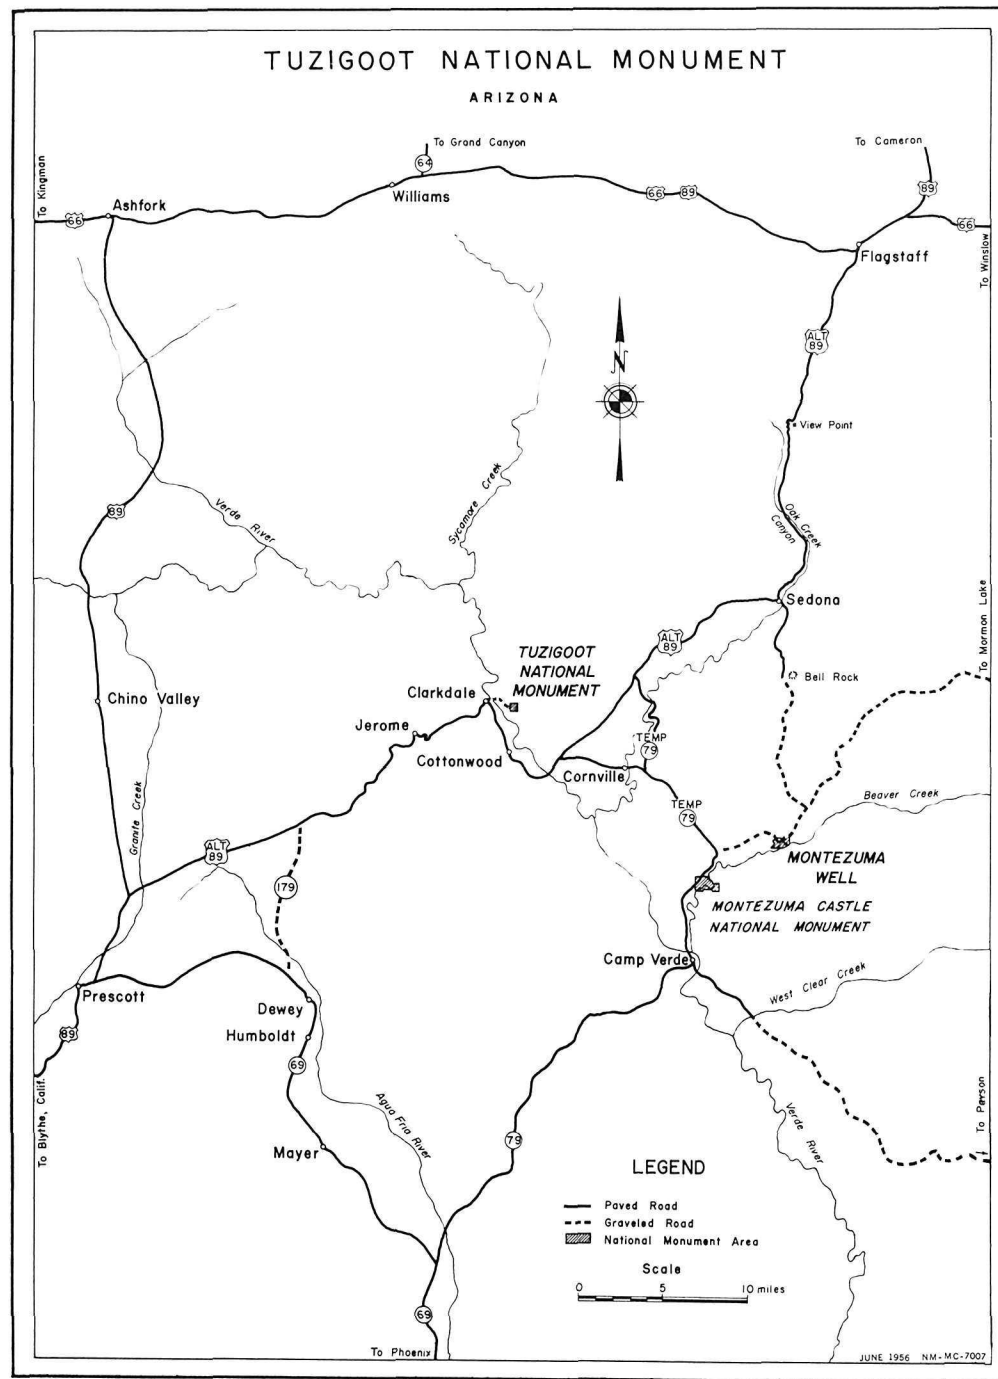 TUZIGOOT NATIONAL MONUMENT
ARIZONA
To Grand Canyon
To Cameron
64
To Kingman
89
Ashfork
Williams
66
89
66
66
Flagstaff
To Winslow
ALT
89
N
View Point
Sycamore Creek
89
Verde
River
Oak Creek
Canyon
Sedona
To Mormon Lake
ALT
89
TUZIGOOT
NATIONAL
MONUMENT
Bell Rock
Clarkdale
Chino Valley
Jerome
TEMP
79
Cottonwood
Cornville
Beaver Creek
TEMP
79
Granite Creek
ALT
89
MONTEZUMA
WELL
179
MONTEZUMA CASTLE
NATIONAL MONUMENT
Camp Verde
West Clear Creek
Prescott
Dewey
89
Humboldt
69
To Blythe, Calif.
Agua Fria River
Verde
River
To Payson
79
Mayer
LEGEND
Paved Road
Graveled Road
National Monument Area
Scale
0 5 10 miles
69
To Phoenix
JUNE 1956 NM-MC-7007